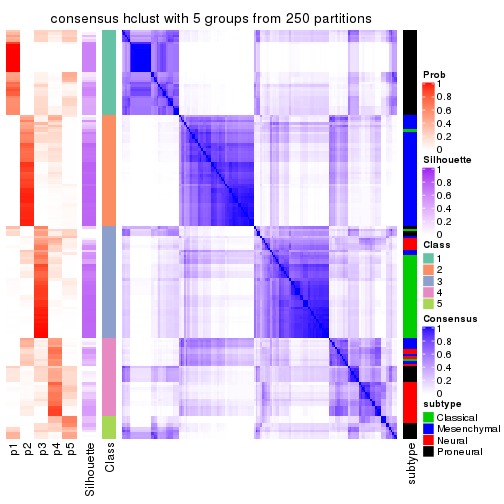 consensus hclust with 5 groups from 250 partitions
Prob
1
0.8
0.6
0.4
0.2
0
Silhouette
1
0.8
0.6
0.4
0.2
0
Class
1
2
3
4
5
Consensus
1
0.8
0.6
0.4
0.2
0
subtype
Classical
Mesenchymal
Neural
Proneural
p1
p2
p3
p4
p5
Silhouette
Class
subtype